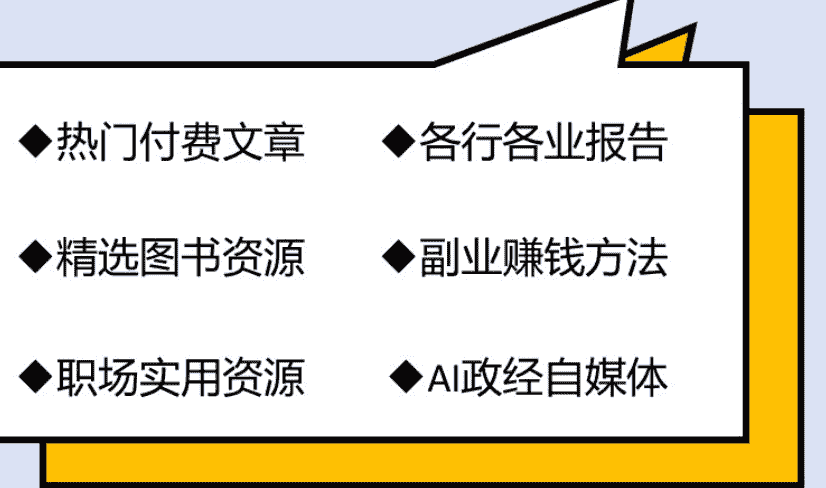 ◆热门付费文章 ◆各行各业报告
◆精选图书资源 ◆副业赚钱方法
◆职场实用资源 ◆AI政经自媒体